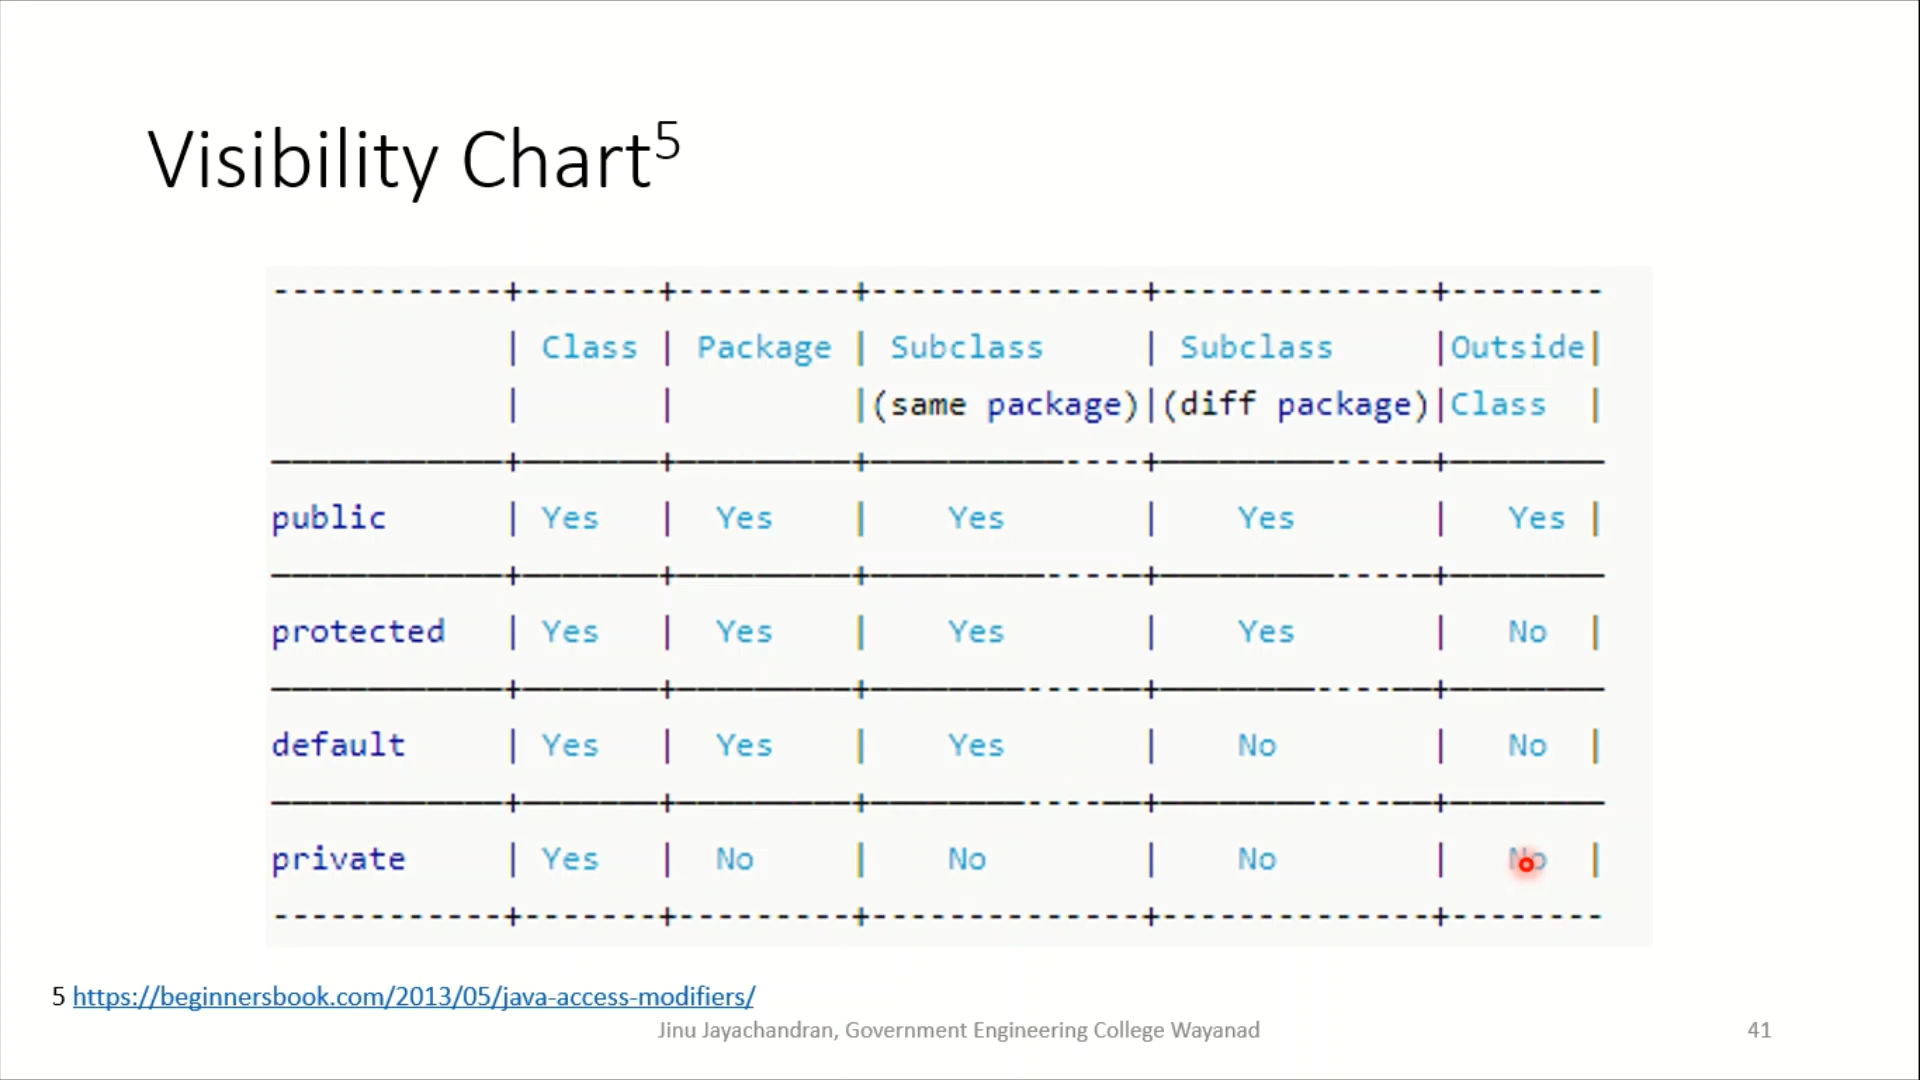 Visibility Chart5
------------+-------+---------+--------------+--------------+--------
| Class | Package | Subclass | Subclass |Outside|
| | |(same package)|(diff package)|Class |
public | Yes | Yes | Yes | Yes | Yes |
protected | Yes | Yes | Yes | Yes | No |
default | Yes | Yes | Yes | No | No |
private | Yes | No | No | No | No |
------------+-------+---------+--------------+--------------+--------
5 https://beginnersbook.com/2013/05/java-access-modifiers/
Jinu Jayachandran, Government Engineering College Wayanad
41